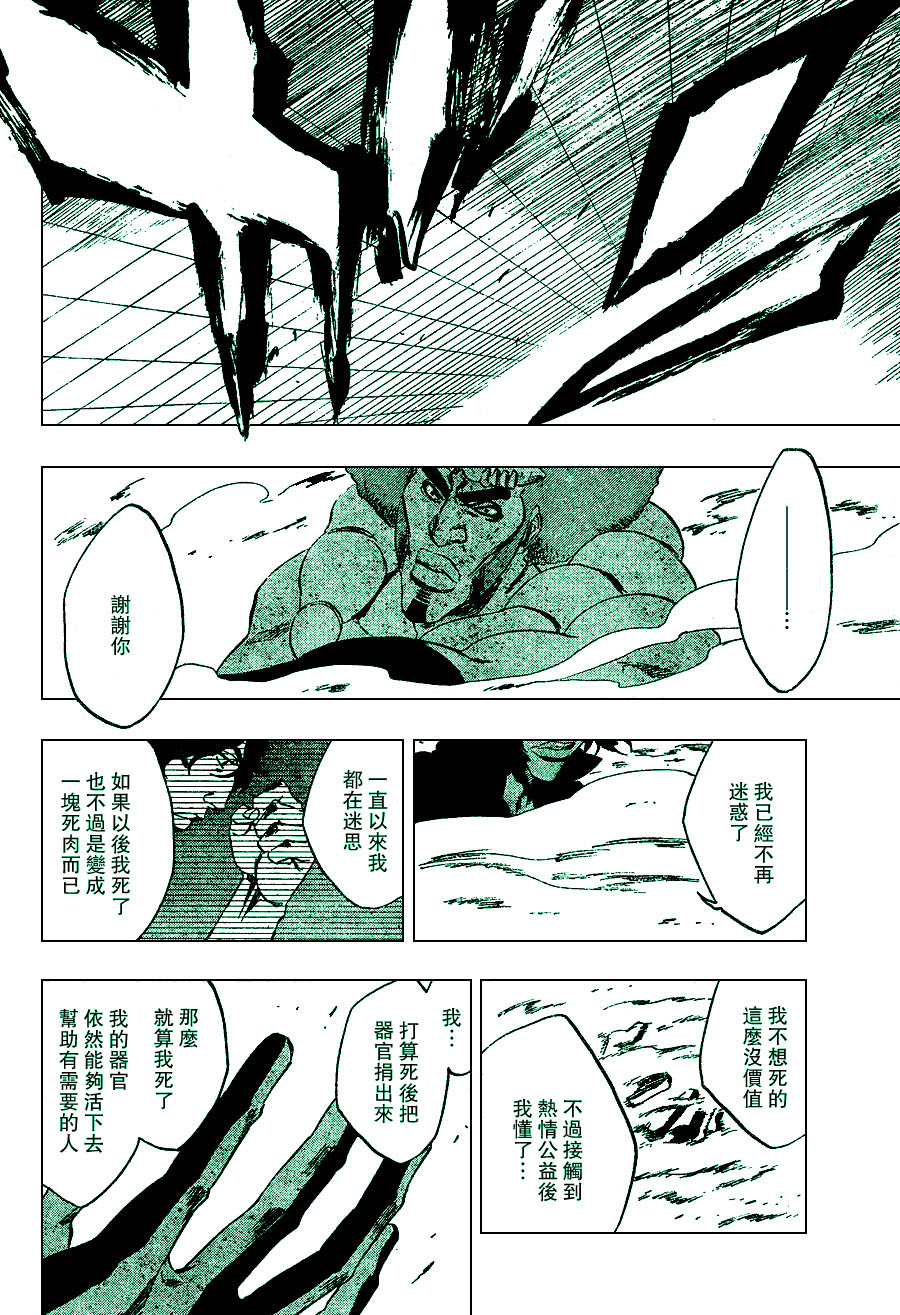 ──……
謝謝你
我已經不再
迷惑了
一直以來我
都在迷思
如果以後我死了
也不過是變成
一塊死肉而已
我不想死的
這麼沒價值
不過接觸到
熱情公益後
我懂了…
我…
打算死後把
器官捐出來
那麼
就算我死了
我的器官
依然能夠活下去
幫助有需要的人